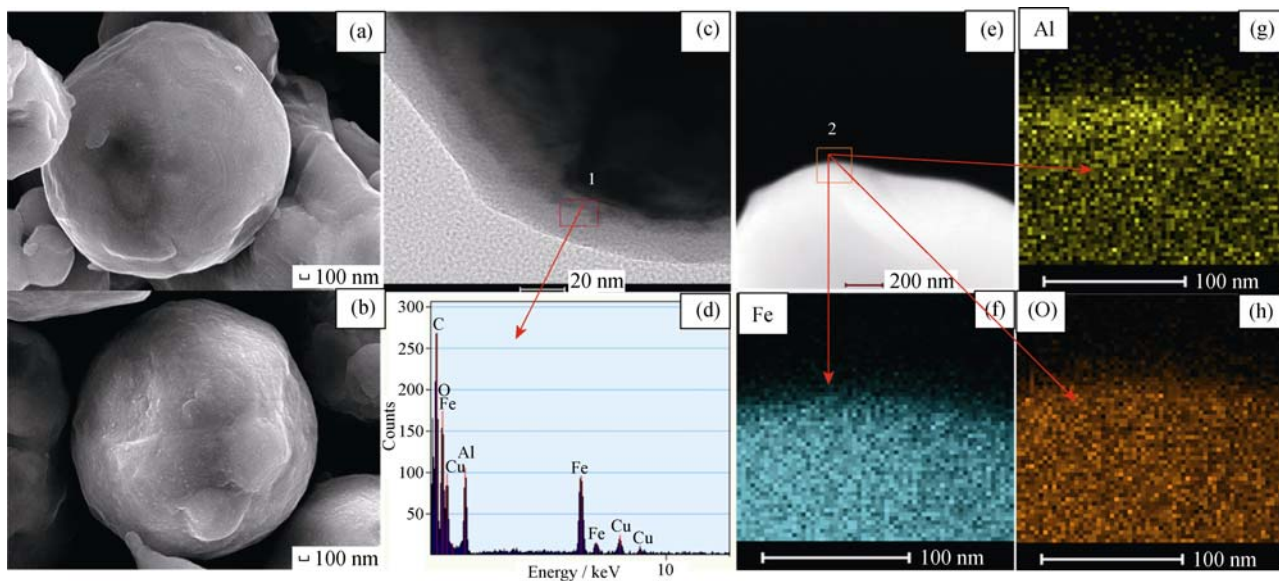 (a)
100 nm
(b)
100 nm
(c)
1
20 nm
(d)
300
250
200
150
100
50
Counts
C
O
Fe
Cu
Al
Fe
Fe
Cu
Cu
10
Energy / keV
(e)
2
200 nm
Fe
(f)
100 nm
Al
(g)
100 nm
(O)
(h)
100 nm